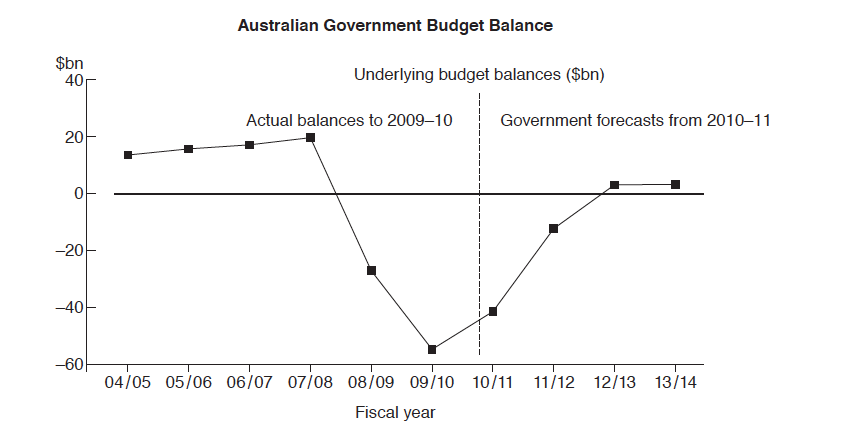 Australian Government Budget Balance
$bn
Underlying budget balances ($bn)
40
Actual balances to 2009–10
Government forecasts from 2010–11
20
0
–20
–40
–60
04/05 05/06 06/07 07/08 08/09 09/10 10/11 11/12 12/13 13/14
Fiscal year